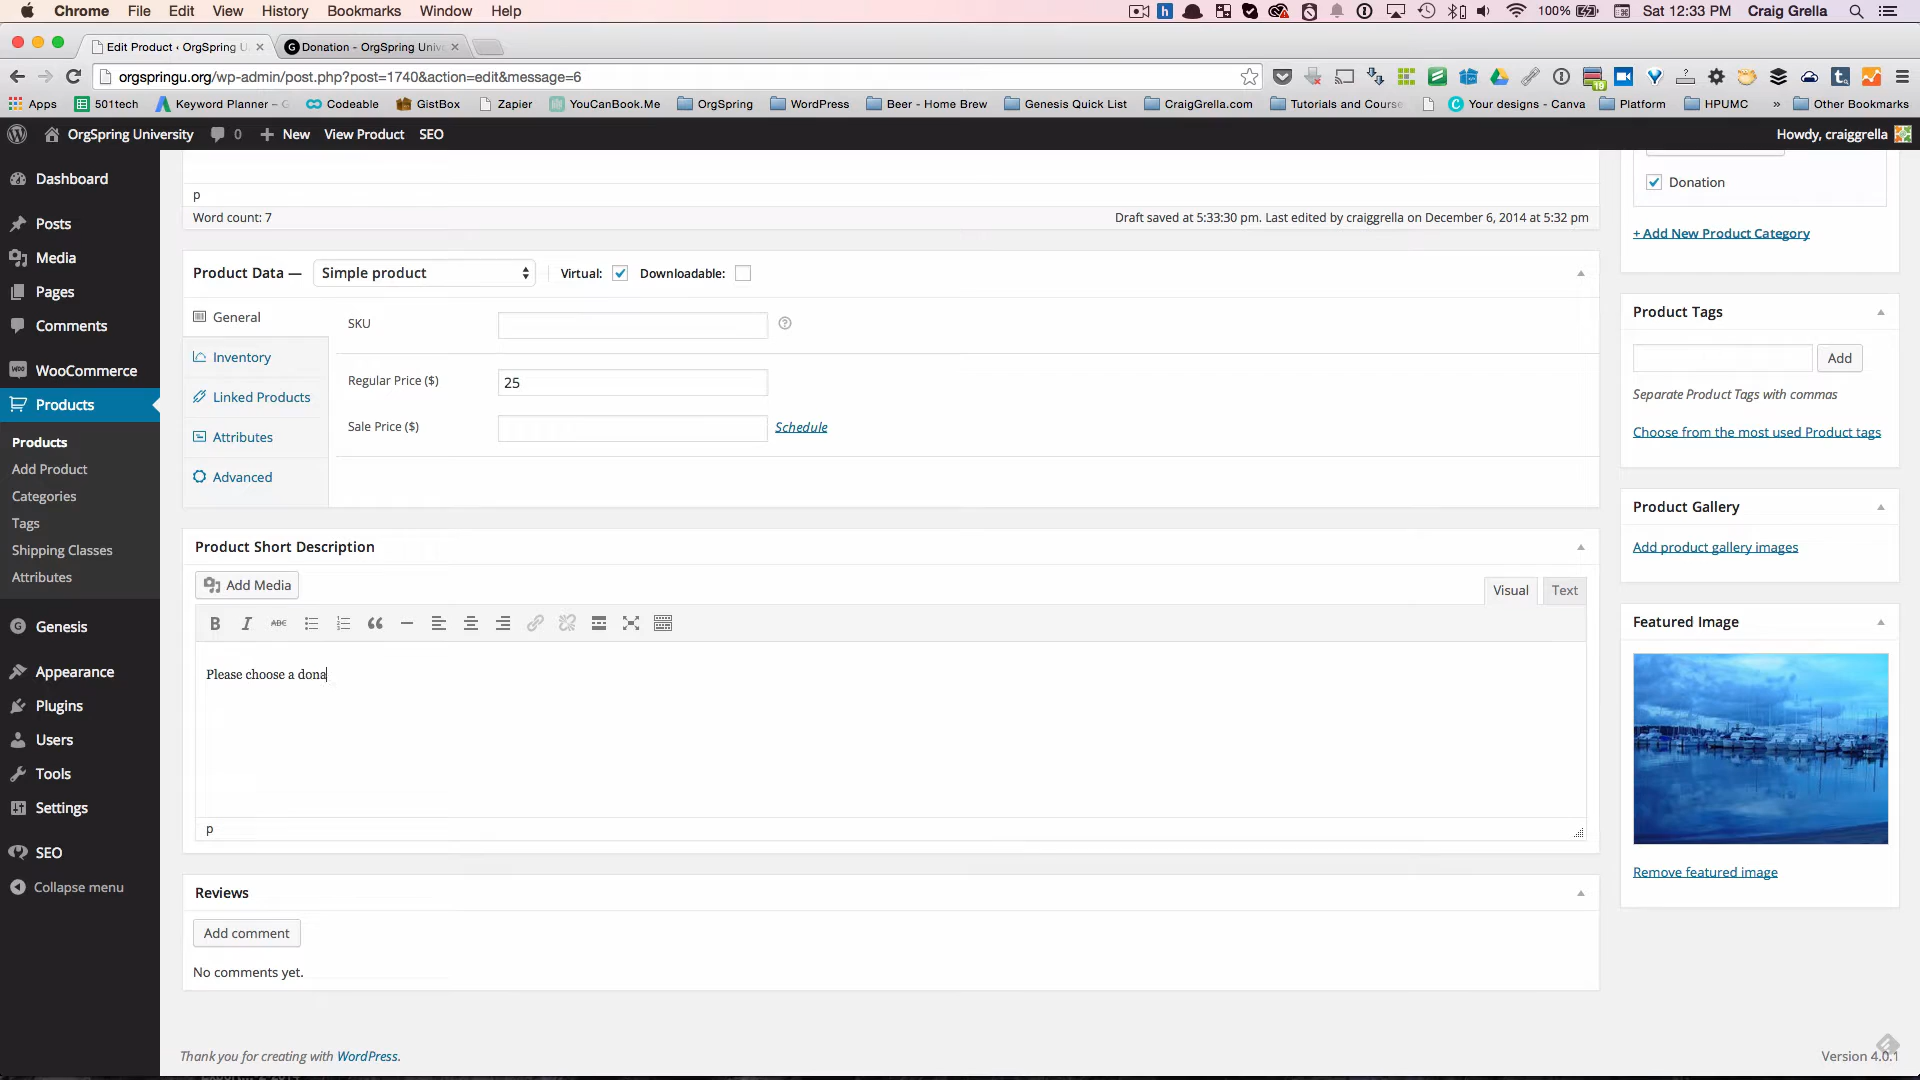 Chrome File Edit View History Bookmarks Window Help
100% Sat 12:33 PM Craig Grella
Edit Product ‹ OrgSpring U
Donation - OrgSpring Unive
orgspringu.org/wp-admin/post.php?post=1740&action=edit&message=6
Apps 501tech Keyword Planner – G Codeable GistBox Zapier YouCanBook.Me OrgSpring WordPress Beer - Home Brew Genesis Quick List CraigGrella.com Tutorials and Course Your designs - Canva Platform HPUMC » Other Bookmarks
OrgSpring University 0 New View Product SEO
Howdy, craiggrella
Dashboard
Posts
Media
Pages
Comments
WooCommerce
Products
Products
Add Product
Categories
Tags
Shipping Classes
Attributes
Genesis
Appearance
Plugins
Users
Tools
Settings
SEO
Collapse menu
p
Word count: 7
Draft saved at 5:33:30 pm. Last edited by craiggrella on December 6, 2014 at 5:32 pm
Product Data — Simple product Virtual: Downloadable:
General
Inventory
Linked Products
Attributes
Advanced
SKU
Regular Price ($) 25
Sale Price ($) Schedule
Product Short Description
Add Media
Visual Text
B I ABC
Please choose a dona
p
Reviews
Add comment
No comments yet.
Donation
+ Add New Product Category
Product Tags
Add
Separate Product Tags with commas
Choose from the most used Product tags
Product Gallery
Add product gallery images
Featured Image
Remove featured image
Thank you for creating with WordPress.
Version 4.0.1